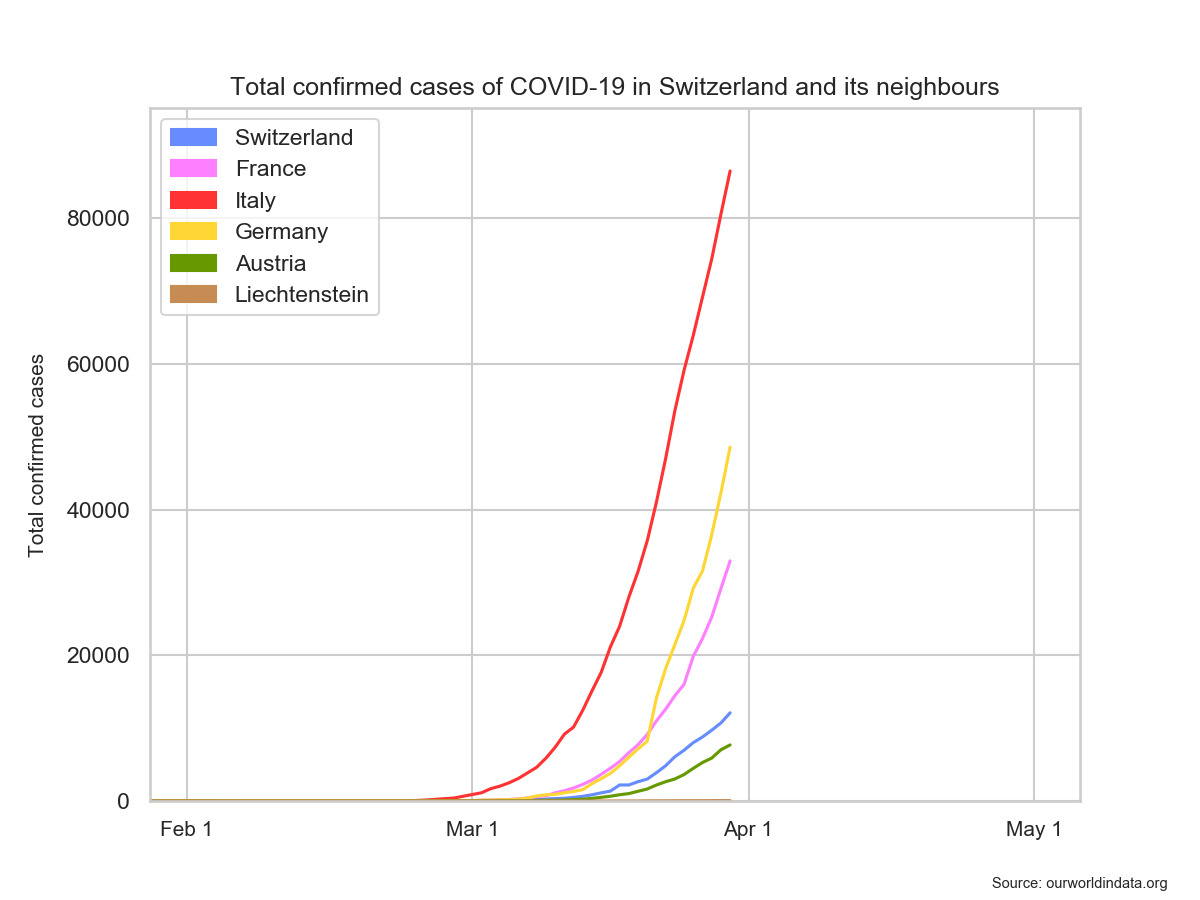 Total confirmed cases of COVID-19 in Switzerland and its neighbours
Switzerland
France
Italy
Germany
Austria
Liechtenstein
Total confirmed cases
80000
60000
40000
20000
0
Feb 1
Mar 1
Apr 1
May 1
Source: ourworldindata.org